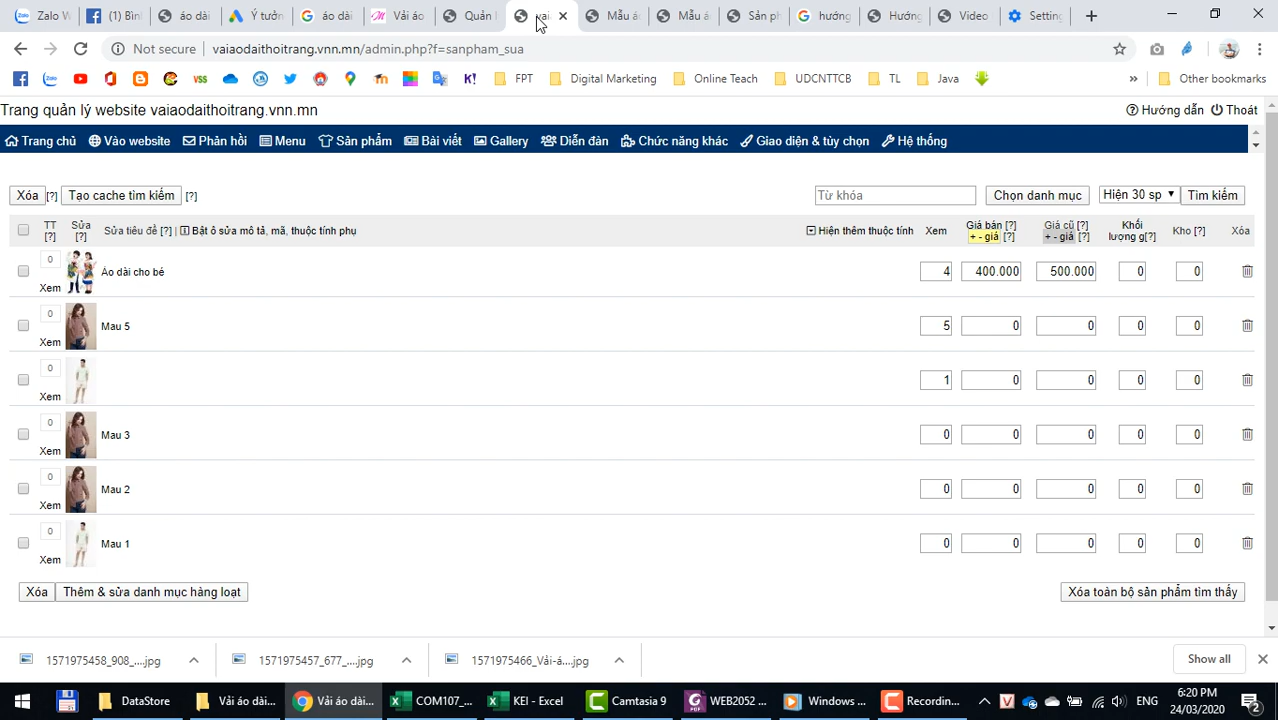 Zalo W
(1) Bìnl
áo dài
Ý tưởn
áo dài
Vải áo
Quản l
vai
Mẫu á
Mẫu á
Sản ph
hướng
Hướng
Video
Setting
Not secure | vaiaodaithoitrang.vnn.mn/admin.php?f=sanpham_sua
FPT Digital Marketing Online Teach UDCNTTCB TL Java » Other bookmarks
Trang quản lý website vaiaodaithoitrang.vnn.mn Hướng dẫn Thoát
Trang chủ Vào website Phản hồi Menu Sản phẩm Bài viết Gallery Diễn đàn Chức năng khác Giao diện & tùy chọn Hệ thống
Xóa [?] Tạo cache tìm kiếm [?] Từ khóa Chọn danh mục Hiện 30 sp Tìm kiếm
TT [?] Sửa [?] Sửa tiêu đề [?] | Bật ô sửa mô tả, mã, thuộc tính phụ Hiện thêm thuộc tính Xem Giá bán [?] + - giá [?] Giá cũ [?] + - giá [?] Khối lượng g[?] Kho [?] Xóa
0 Xem Áo dài cho bé 4 400.000 500.000 0 0
0 Xem Mau 5 5 0 0 0 0
0 Xem 1 0 0 0 0
0 Xem Mau 3 0 0 0 0 0
0 Xem Mau 2 0 0 0 0 0
0 Xem Mau 1 0 0 0 0 0
Xóa Thêm & sửa danh mục hàng loạt Xóa toàn bộ sản phẩm tìm thấy
1571975458_908_....jpg 1571975457_677_....jpg 1571975466_Vải-á....jpg Show all
DataStore Vải áo dài... Vải áo dài... COM107_... KEI - Excel Camtasia 9 WEB2052 ... Windows ... Recordin... ENG 6:20 PM
24/03/2020 2